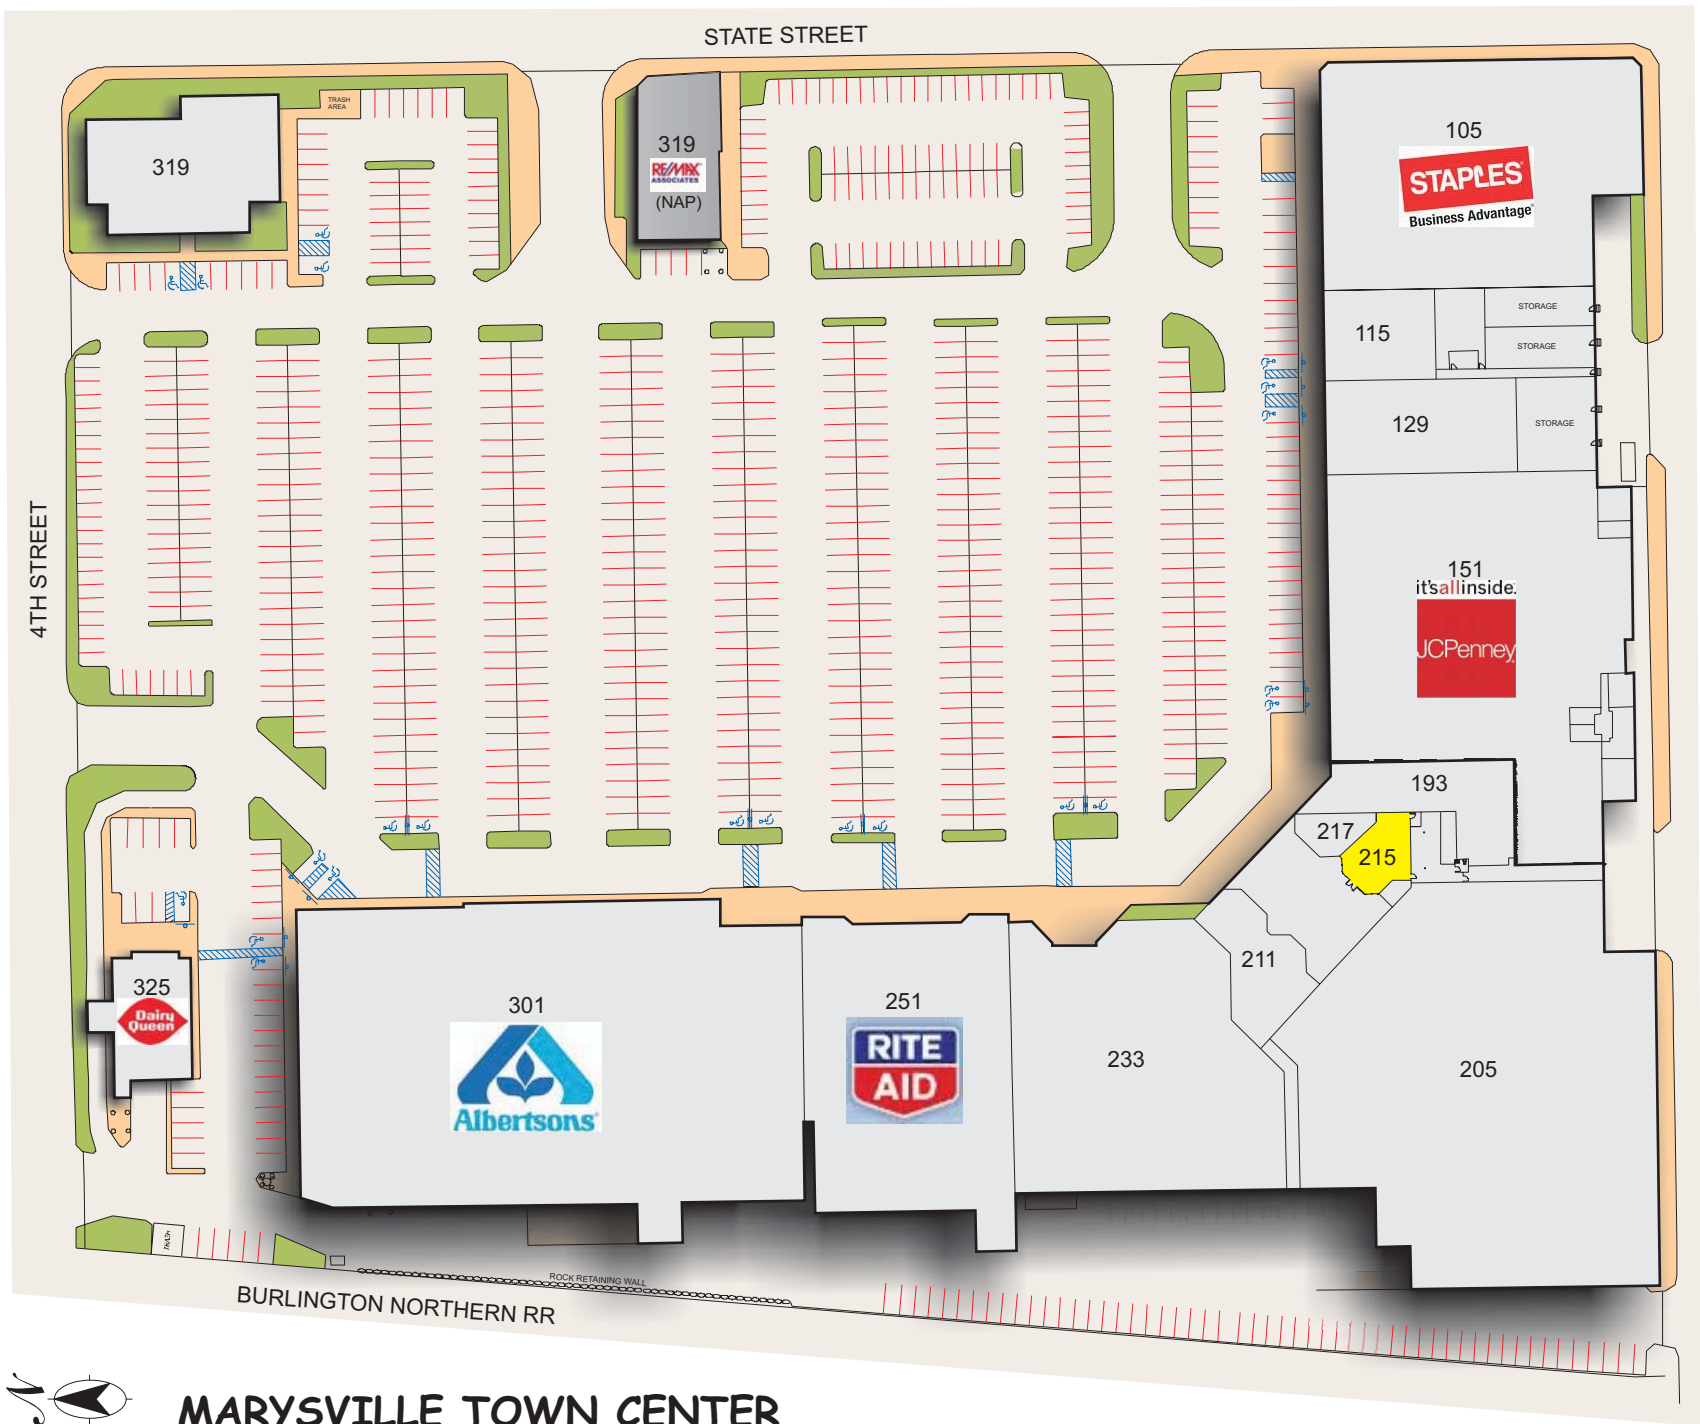 STATE STREET
TRASH
AREA
319
319
RE/MAX
ASSOCIATES
(NAP)
105
STAPLES
Business Advantage
115
STORAGE
STORAGE
129
STORAGE
4TH STREET
151
it'sallinside.
JCPenney
193
217
215
211
325
Dairy
Queen
301
Albertsons
251
RITE
AID
233
205
TRASH
ROCK RETAINING WALL
BURLINGTON NORTHERN RR
N
MARYSVILLE TOWN CENTER